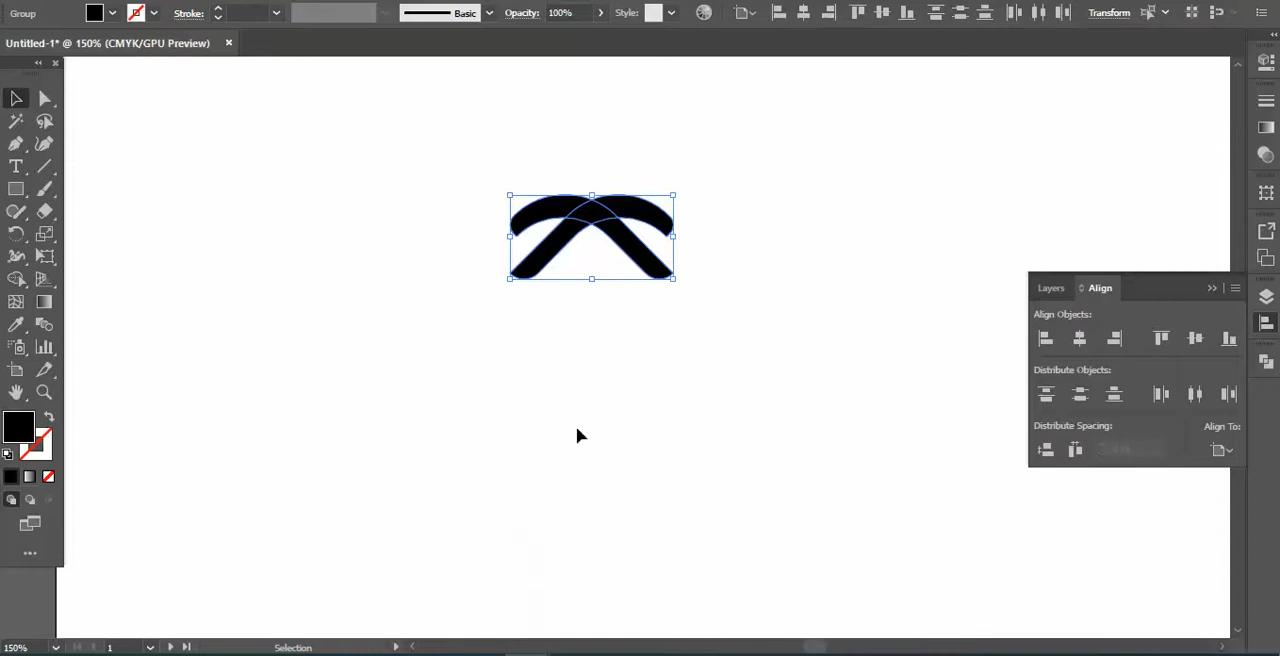 Group
Stroke:
Basic
Opacity: 100%
Style:
Transform
Untitled-1* @ 150% (CMYK/GPU Preview)
Layers
Align
Align Objects:
Distribute Objects:
Distribute Spacing:
Align To:
150%
1
Selection